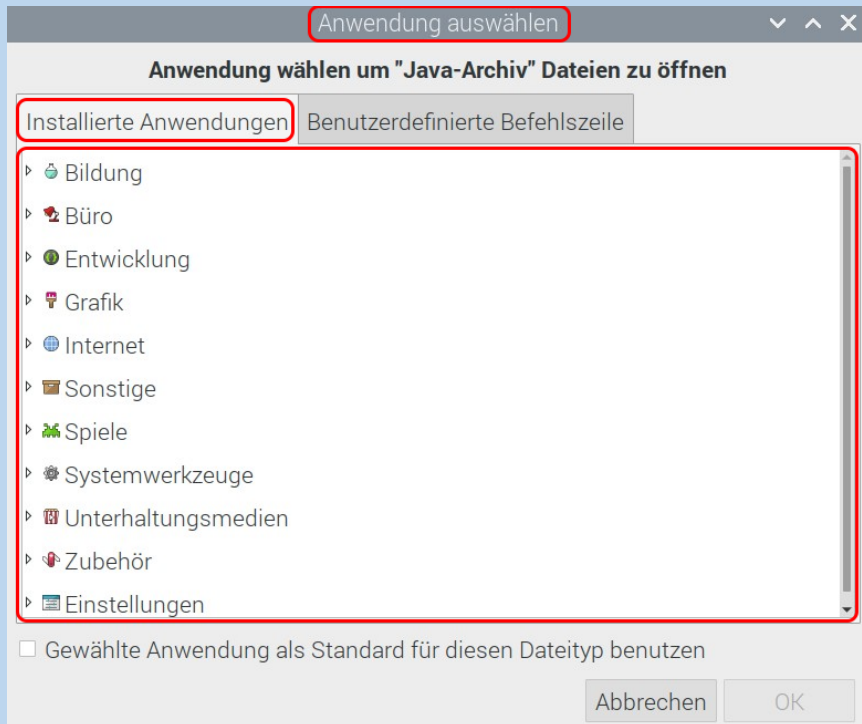 Anwendung auswählen
Anwendung wählen um "Java-Archiv" Dateien zu öffnen
Installierte Anwendungen Benutzerdefinierte Befehlszeile
Bildung
Büro
Entwicklung
Grafik
Internet
Sonstige
Spiele
Systemwerkzeuge
Unterhaltungsmedien
Zubehör
Einstellungen
Gewählte Anwendung als Standard für diesen Dateityp benutzen
Abbrechen OK